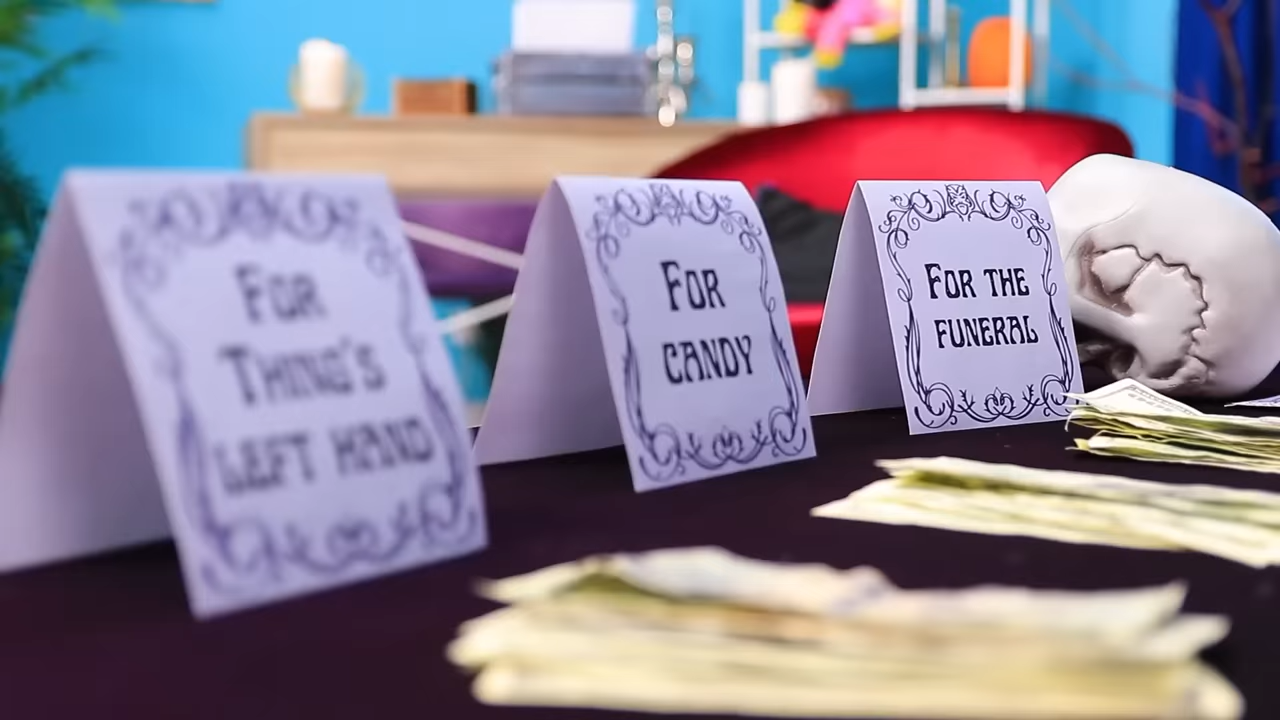 FOR
THING'S
LEFT HAND
FOR
CANDY
FOR THE
FUNERAL